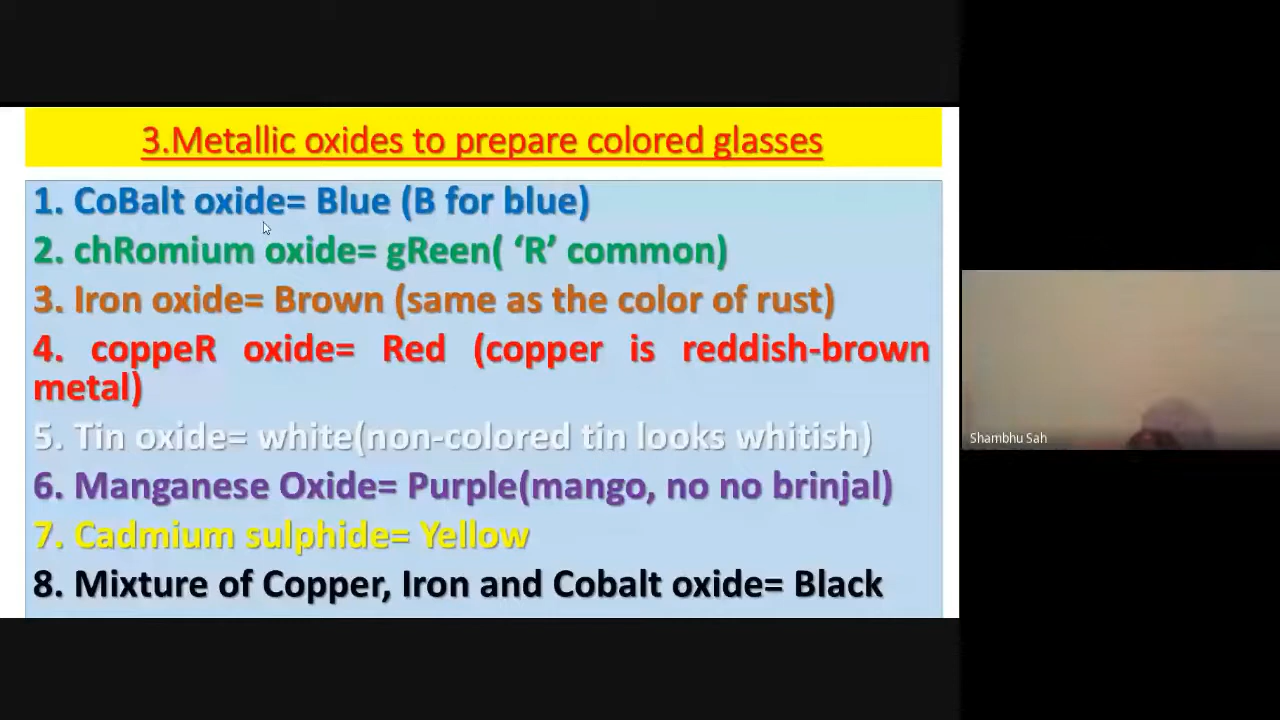 3.Metallic oxides to prepare colored glasses
1. CoBalt oxide= Blue (B for blue)
2. chRomium oxide= gReen( ‘R’ common)
3. Iron oxide= Brown (same as the color of rust)
4. coppeR oxide= Red (copper is reddish-brown
metal)
5. Tin oxide= white(non-colored tin looks whitish)
6. Manganese Oxide= Purple(mango, no no brinjal)
7. Cadmium sulphide= Yellow
8. Mixture of Copper, Iron and Cobalt oxide= Black
Shambhu Sah